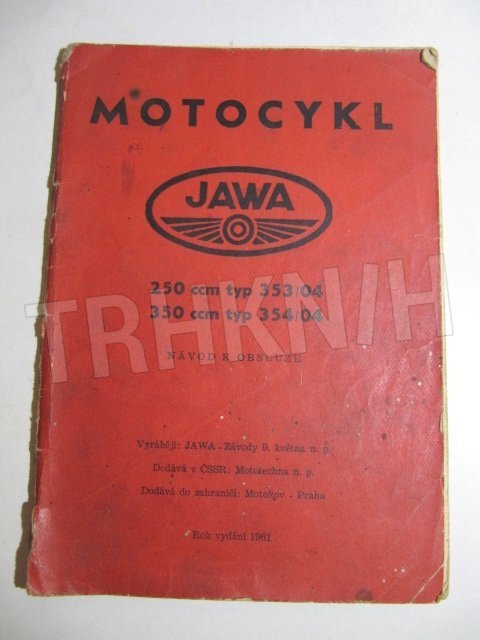 MOTOCYKL
JAWA
250 ccm typ 353/04
350 ccm typ 354/04
TRHKNIH
NÁVOD K OBSLUZE
Vyrábějí: JAWA - Závody 9. května n. p.
Dodává v ČSSR: Mototechna n. p.
Dodává do zahraničí: Motokov - Praha
Rok vydání 1961